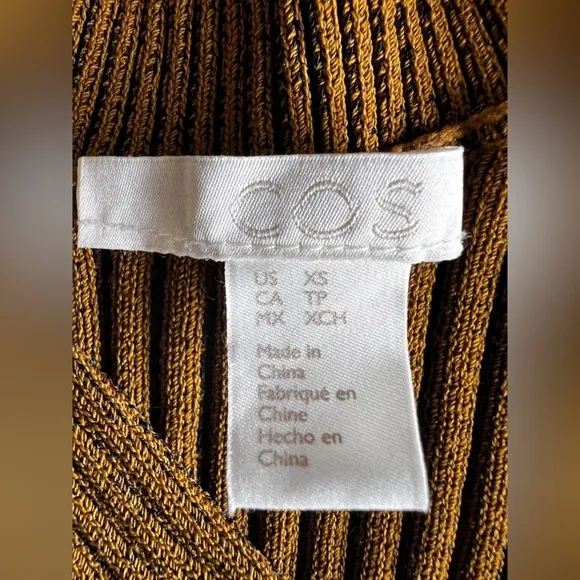 COS
US XS
CA TP
MX XCH
Made in
China
Fabriqué en
Chine
Hecho en
China